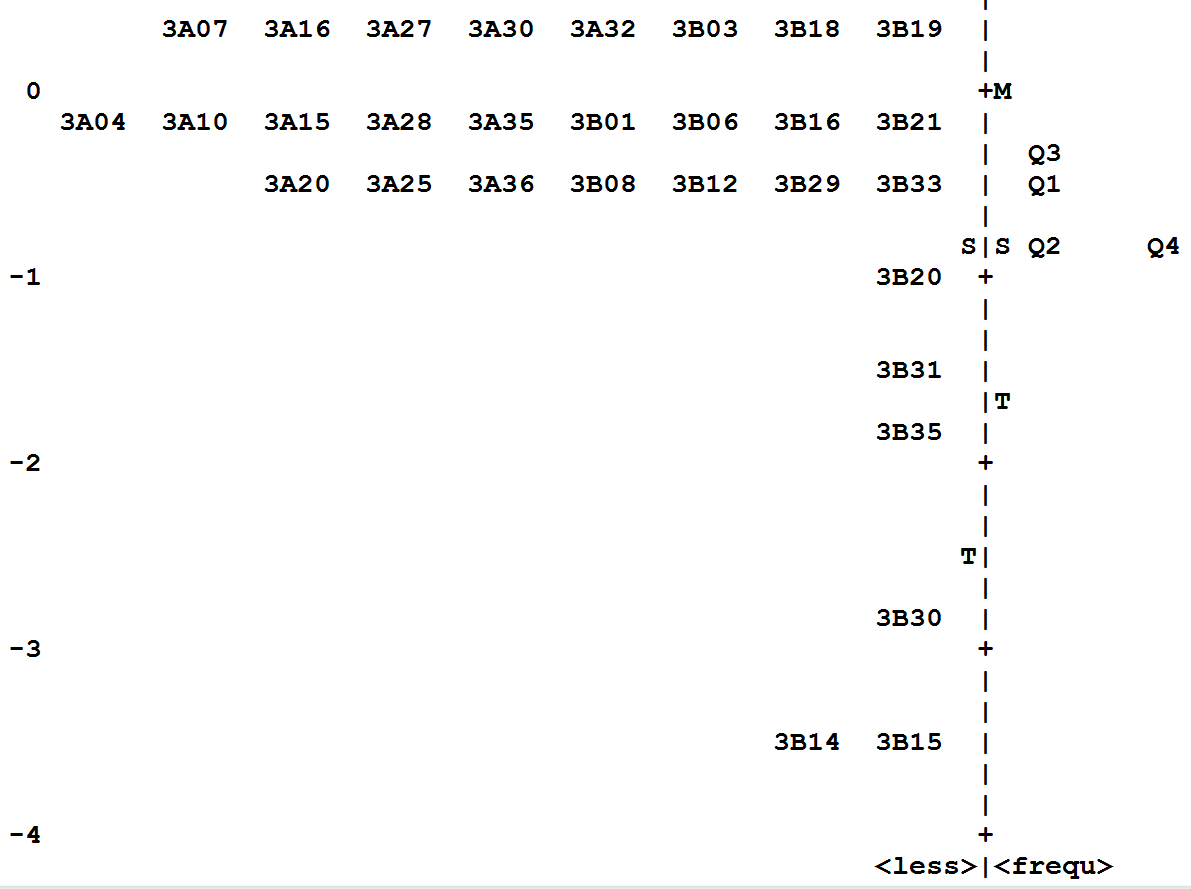 |
3A07 3A16 3A27 3A30 3A32 3B03 3B18 3B19 |
|
0 +M
3A04 3A10 3A15 3A28 3A35 3B01 3B06 3B16 3B21 |
| Q3
3A20 3A25 3A36 3B08 3B12 3B29 3B33 | Q1
|
S|S Q2 Q4
-1 3B20 +
|
|
3B31 |
|T
3B35 |
-2 +
|
|
T|
|
3B30 |
-3 +
|
|
3B14 3B15 |
|
|
-4 +
<less>|<frequ>